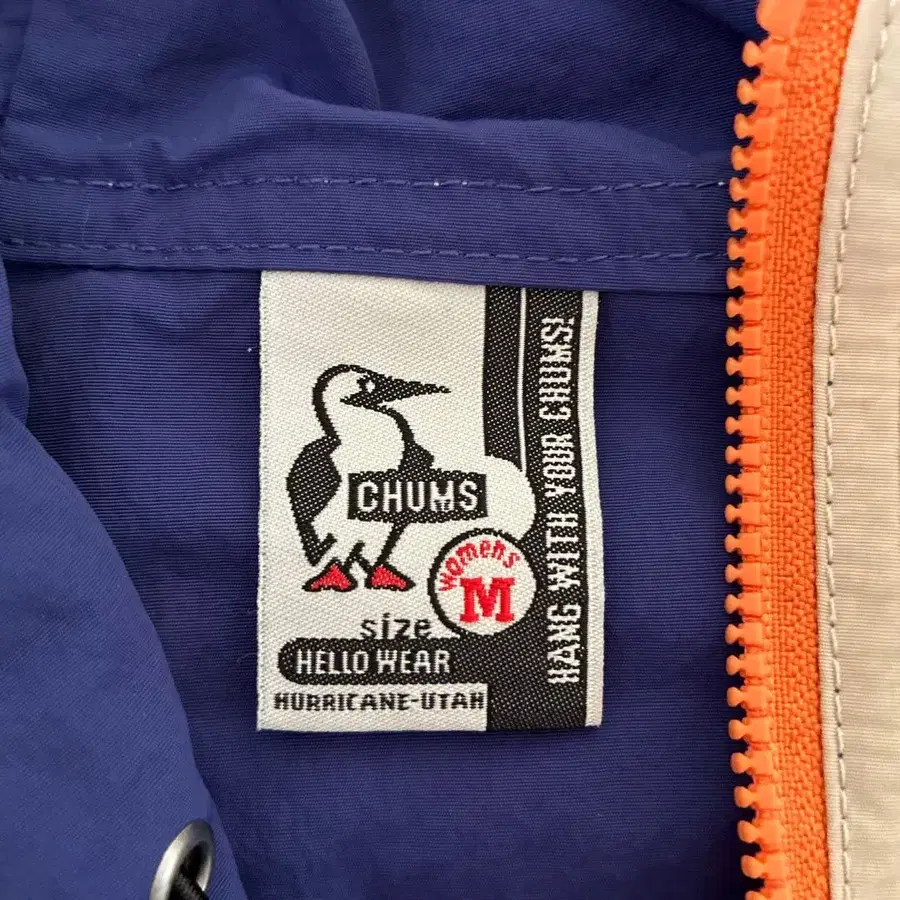 CHUMS
womens
M
size
HELLO WEAR
HURRICANE-UTAH
HANG WITH YOUR CHUMS!